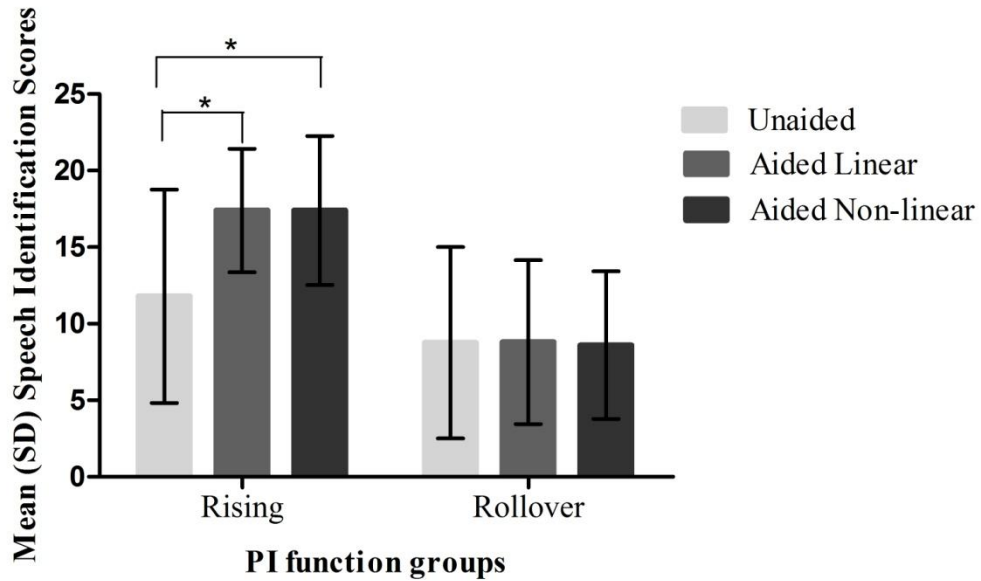 Mean (SD) Speech Identification Scores
*
*
25
20
15
10
5
0
Unaided
Aided Linear
Aided Non-linear
Rising
Rollover
PI function groups